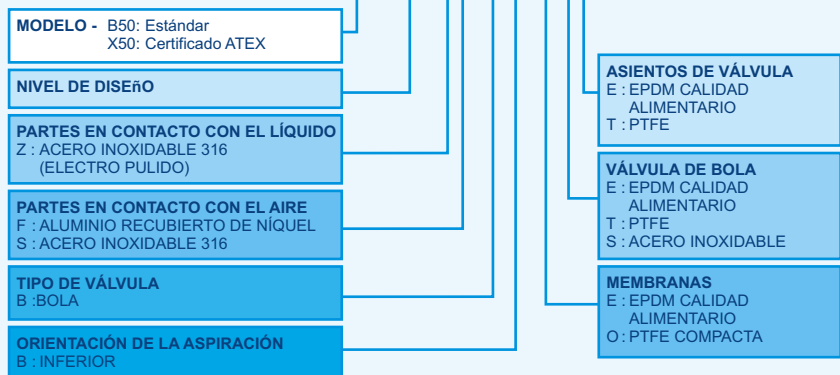 MODELO - B50: Estándar
X50: Certificado ATEX
NIVEL DE DISEñO
PARTES EN CONTACTO CON EL LÍQUIDO
Z : ACERO INOXIDABLE 316
(ELECTRO PULIDO)
PARTES EN CONTACTO CON EL AIRE
F : ALUMINIO RECUBIERTO DE NÍQUEL
S : ACERO INOXIDABLE 316
TIPO DE VÁLVULA
B :BOLA
ORIENTACIÓN DE LA ASPIRACIÓN
B : INFERIOR
ASIENTOS DE VÁLVULA
E : EPDM CALIDAD
ALIMENTARIO
T : PTFE
VÁLVULA DE BOLA
E : EPDM CALIDAD
ALIMENTARIO
T : PTFE
S : ACERO INOXIDABLE
MEMBRANAS
E : EPDM CALIDAD
ALIMENTARIO
O : PTFE COMPACTA